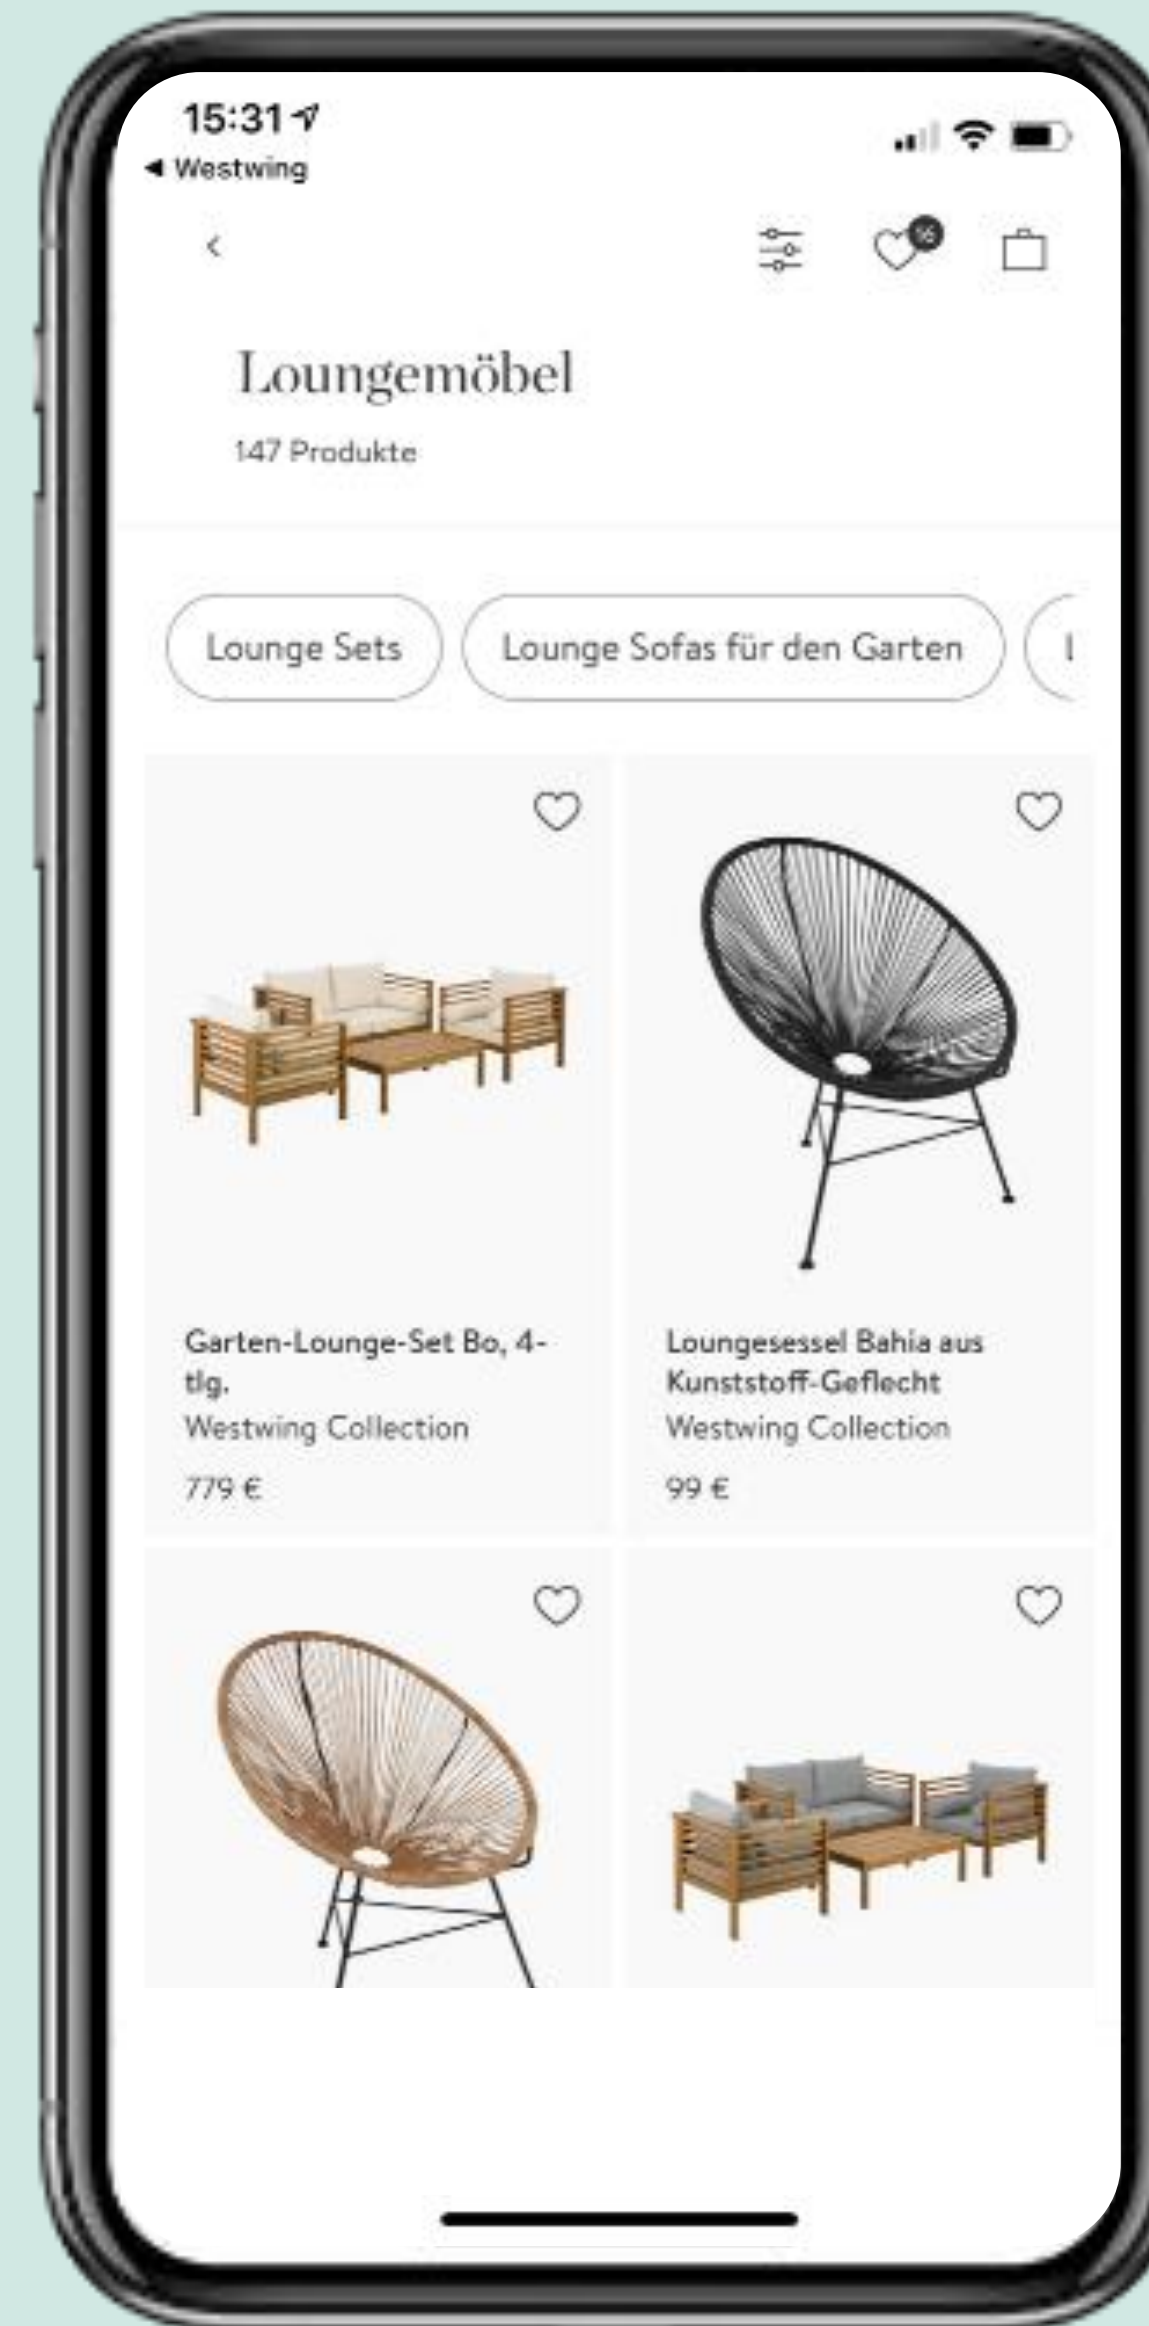 15:31
◀ Westwing
Loungemöbel
147 Produkte
Lounge Sets
Lounge Sofas für den Garten
Garten-Lounge-Set Bo, 4-
tlg.
Westwing Collection
779 €
Loungesessel Bahia aus
Kunststoff-Geflecht
Westwing Collection
99 €